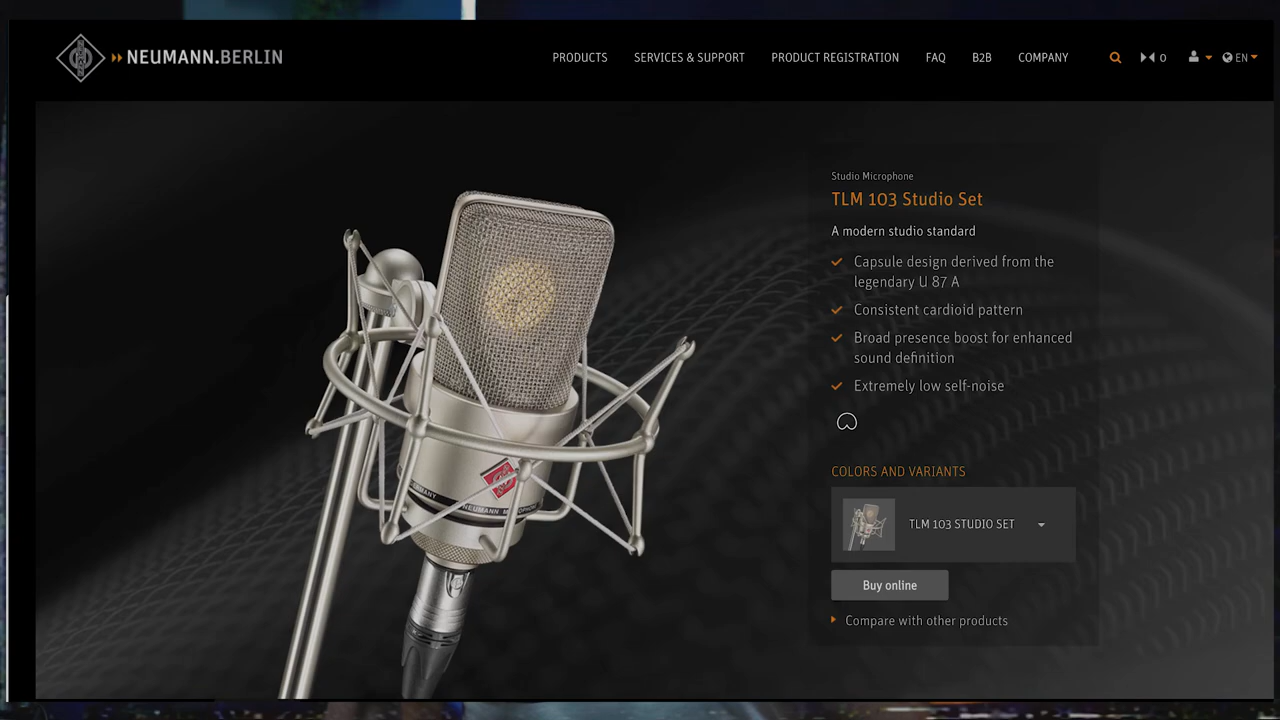 NEUMANN.BERLIN
PRODUCTS SERVICES & SUPPORT PRODUCT REGISTRATION FAQ B2B COMPANY 0 EN
Studio Microphone
TLM 103 Studio Set
A modern studio standard
Capsule design derived from the
legendary U 87 A
Consistent cardioid pattern
Broad presence boost for enhanced
sound definition
Extremely low self-noise
COLORS AND VARIANTS
TLM 103 STUDIO SET
Buy online
Compare with other products